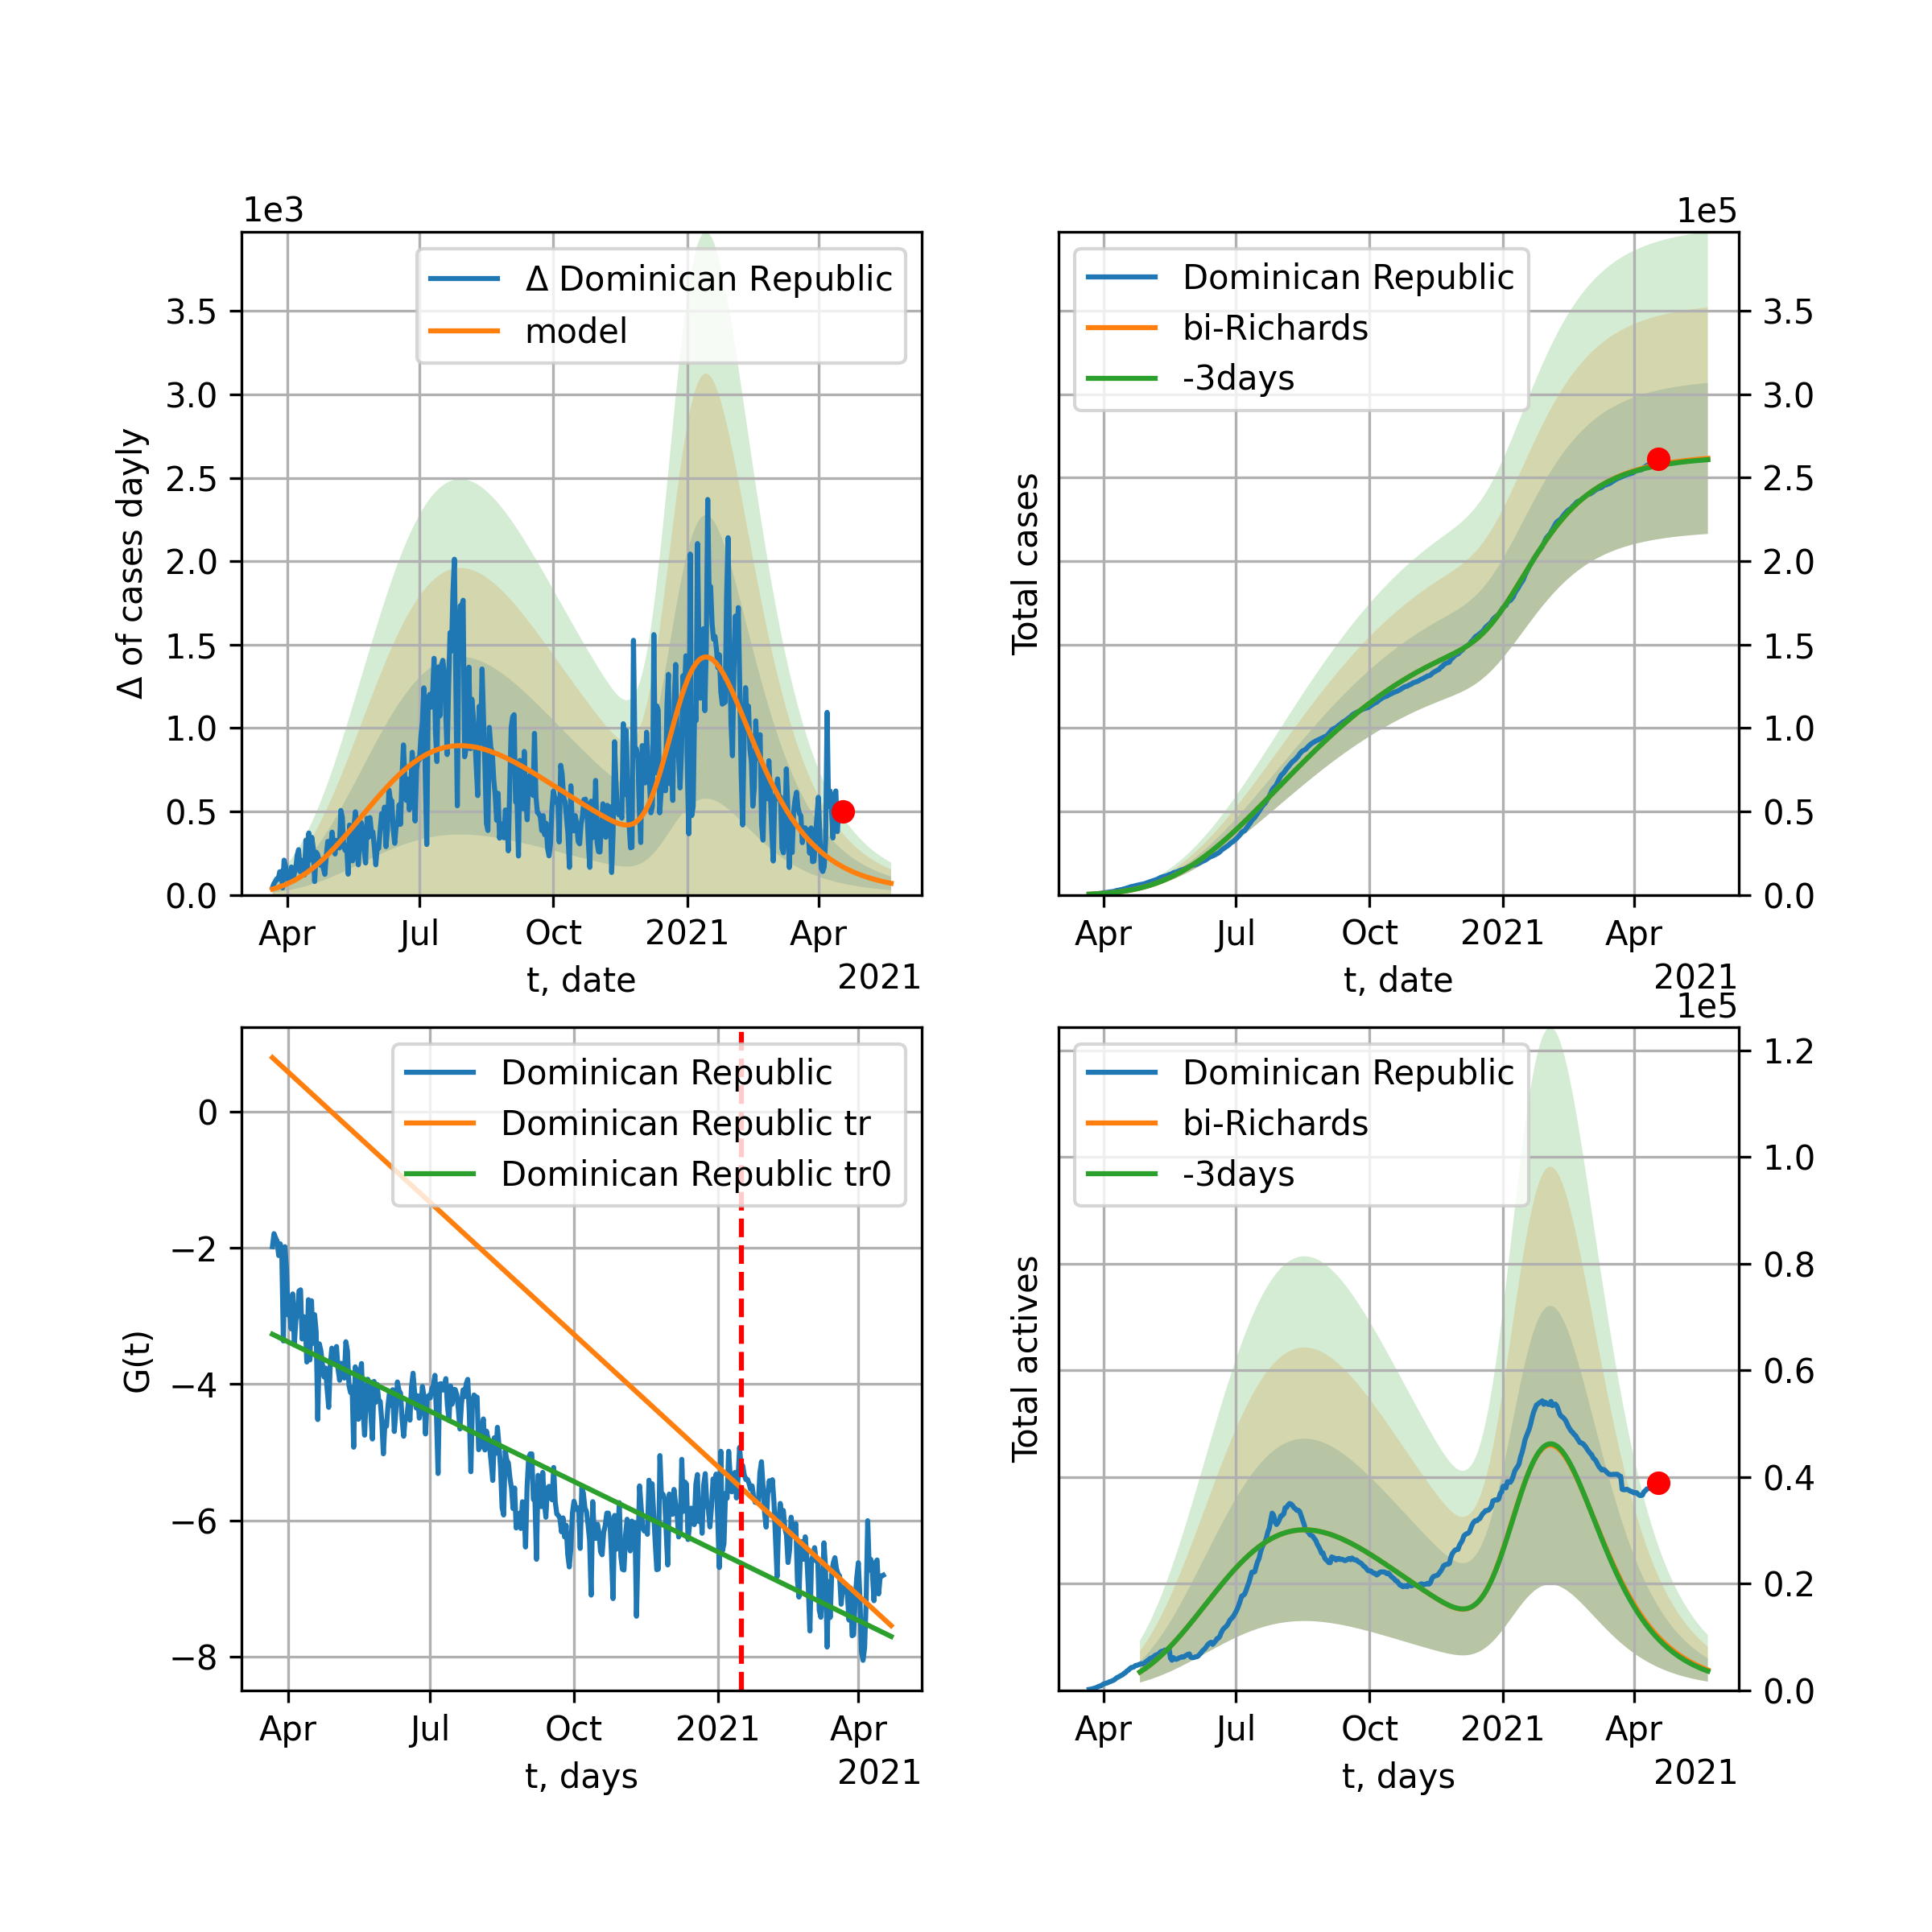 1e3
Δ Dominican Republic
model
3.5
3.0
2.5
2.0
1.5
1.0
0.5
0.0
Δ of cases dayly
Apr Jul Oct 2021 Apr
t, date
2021
1e5
Dominican Republic
bi-Richards
-3days
Total cases
3.5
3.0
2.5
2.0
1.5
1.0
0.5
0.0
Apr Jul Oct 2021 Apr
t, date
2021
Dominican Republic
Dominican Republic tr
Dominican Republic tr0
G(t)
0
−2
−4
−6
−8
Apr Jul Oct 2021 Apr
t, days
2021
1e5
Dominican Republic
bi-Richards
-3days
Total actives
1.2
1.0
0.8
0.6
0.4
0.2
0.0
Apr Jul Oct 2021 Apr
t, days
2021